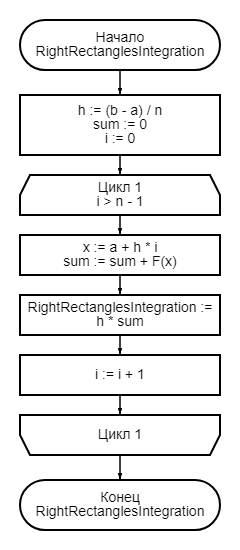 Начало
RightRectanglesIntegration
h := (b - a) / n
sum := 0
i := 0
Цикл 1
i > n - 1
x := a + h * i
sum := sum + F(x)
RightRectanglesIntegration :=
h * sum
i := i + 1
Цикл 1
Конец
RightRectanglesIntegration